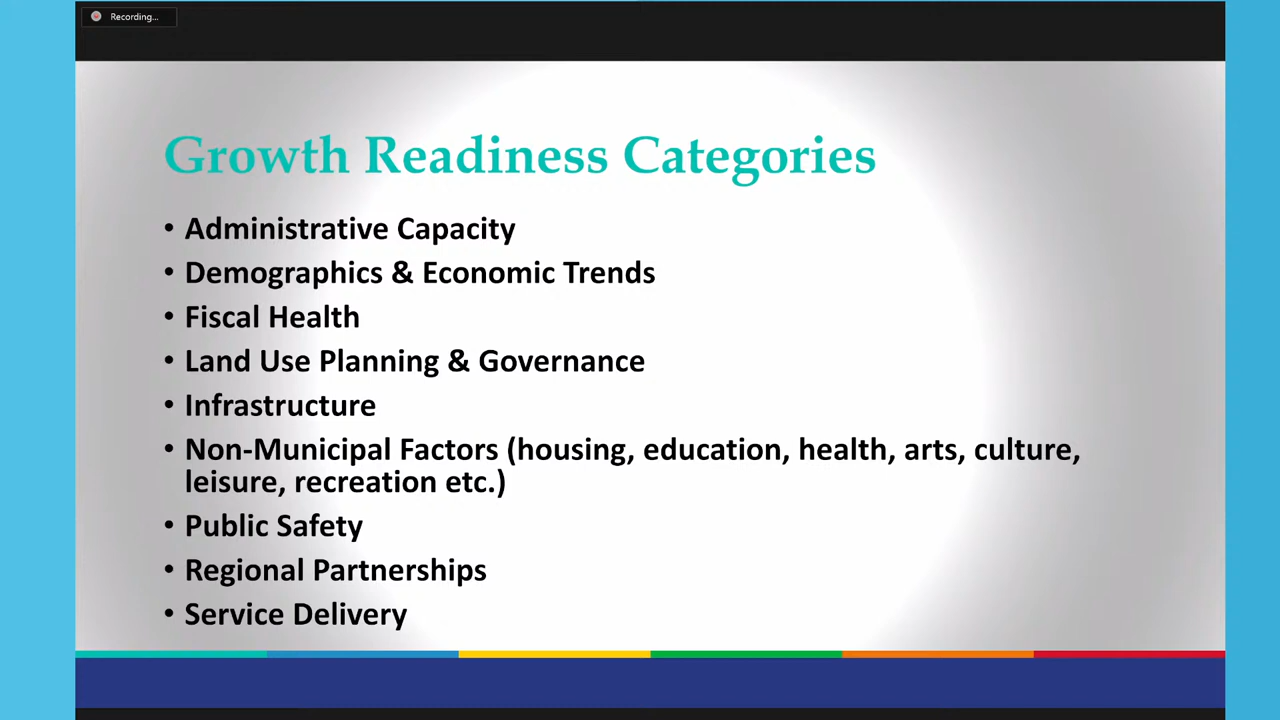 Recording...
Growth Readiness Categories
• Administrative Capacity
• Demographics & Economic Trends
• Fiscal Health
• Land Use Planning & Governance
• Infrastructure
• Non-Municipal Factors (housing, education, health, arts, culture,
leisure, recreation etc.)
• Public Safety
• Regional Partnerships
• Service Delivery